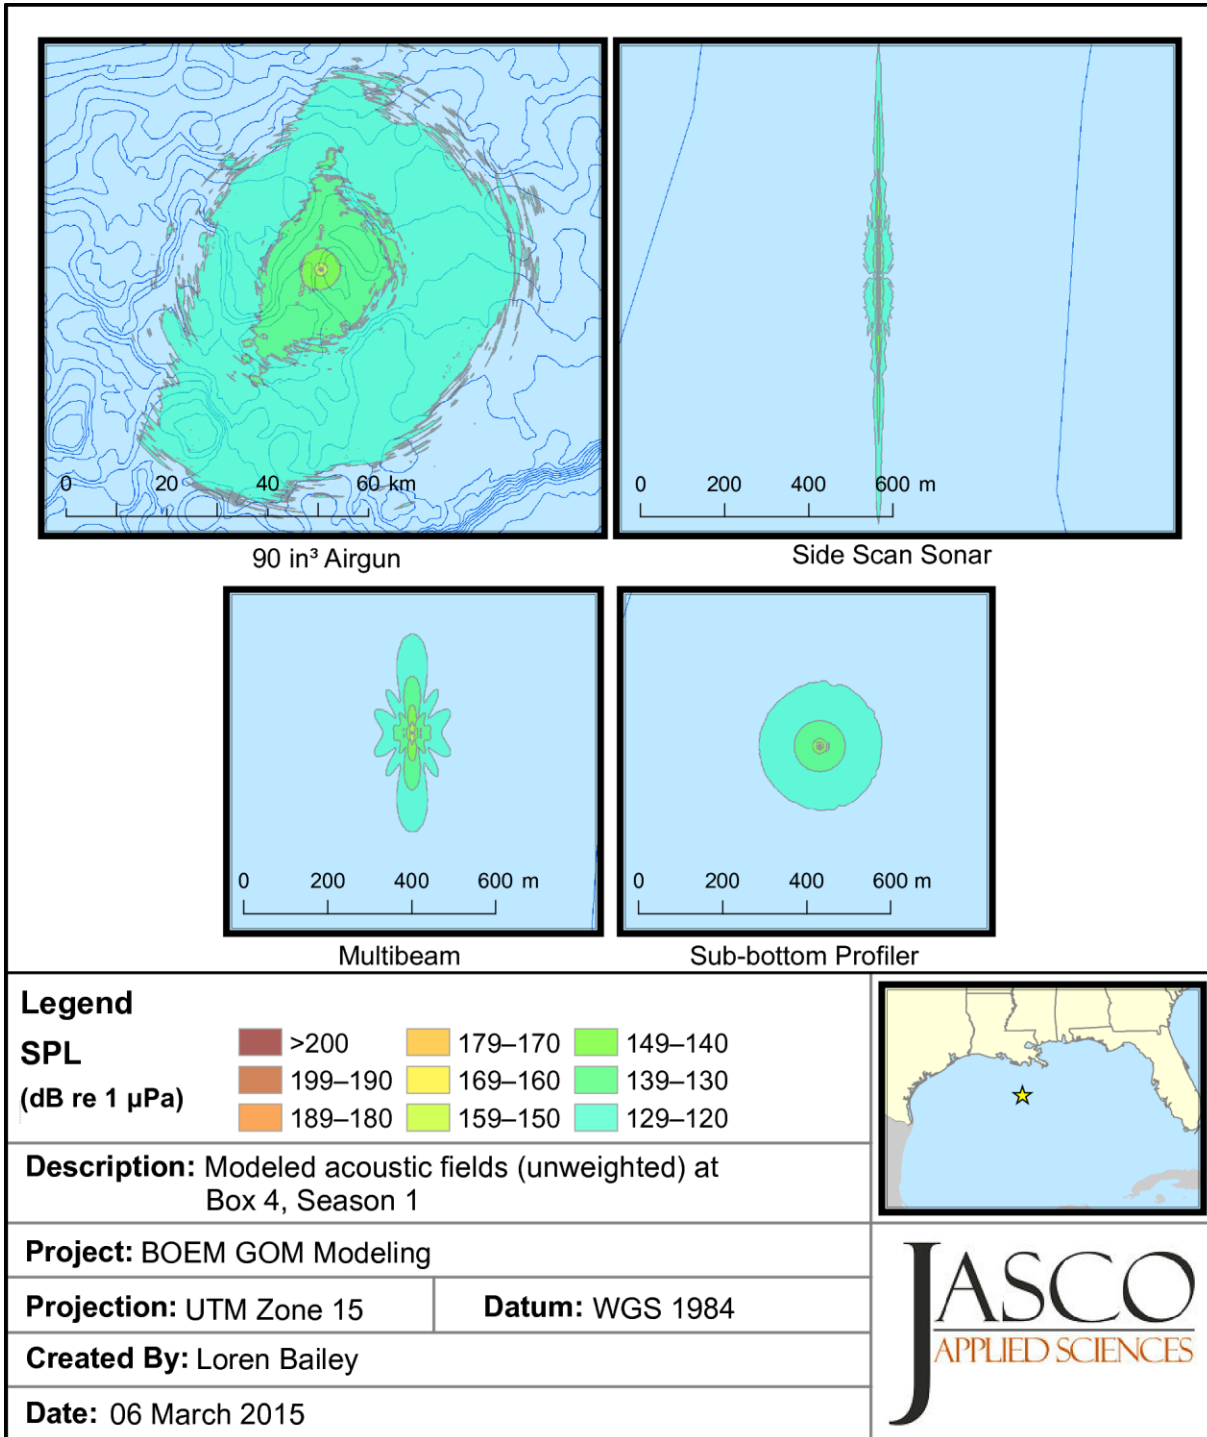 0 20 40 60 km
90 in³ Airgun
0 200 400 600 m
Side Scan Sonar
0 200 400 600 m
Multibeam
0 200 400 600 m
Sub-bottom Profiler
Legend
SPL
(dB re 1 µPa)
>200 179–170 149–140
199–190 169–160 139–130
189–180 159–150 129–120
Description: Modeled acoustic fields (unweighted) at
Box 4, Season 1
Project: BOEM GOM Modeling
Projection: UTM Zone 15 Datum: WGS 1984
Created By: Loren Bailey
Date: 06 March 2015
JASCO
APPLIED SCIENCES